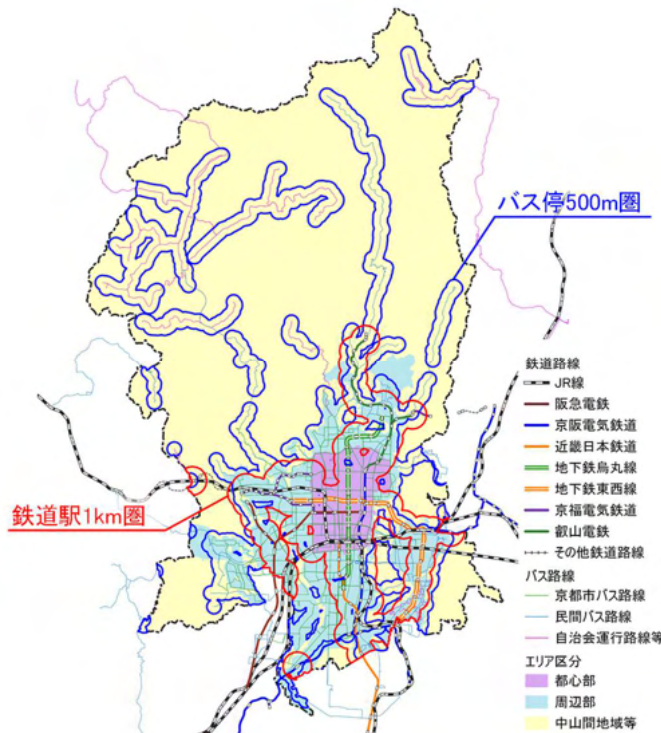 バス停500m圏
鉄道駅1km圏
鉄道路線
JR線
阪急電鉄
京阪電気鉄道
近畿日本鉄道
地下鉄烏丸線
地下鉄東西線
京福電気鉄道
叡山電鉄
その他鉄道路線
バス路線
京都市バス路線
民間バス路線
自治会運行路線等
エリア区分
都心部
周辺部
中山間地域等